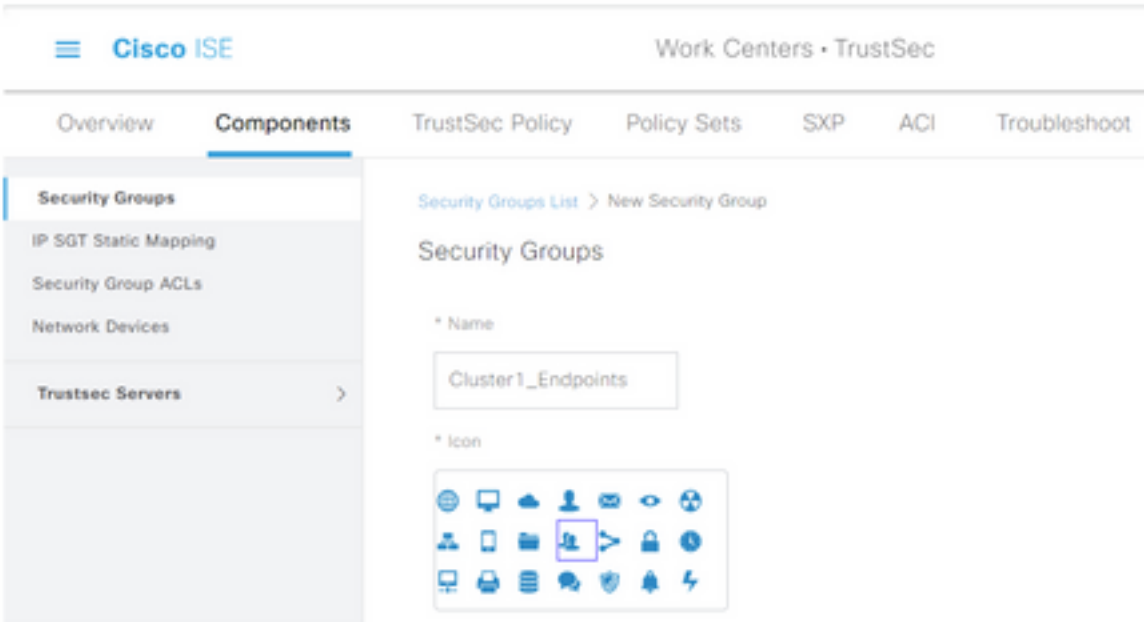 Cisco ISE
Work Centers · TrustSec
Overview Components TrustSec Policy Policy Sets SXP ACI Troubleshoot
Security Groups
IP SGT Static Mapping
Security Group ACLs
Network Devices
Trustsec Servers
Security Groups List > New Security Group
Security Groups
* Name
Cluster1_Endpoints
* Icon